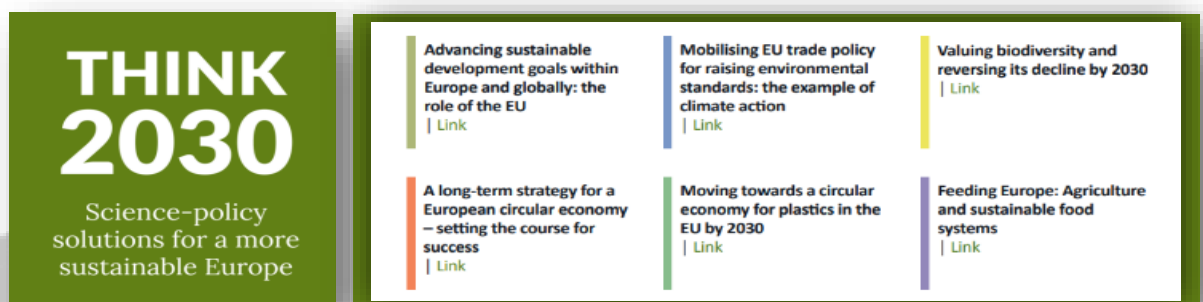 THINK
2030
Science-policy
solutions for a more
sustainable Europe
Advancing sustainable
development goals within
Europe and globally: the
role of the EU
| Link
Mobilising EU trade policy
for raising environmental
standards: the example of
climate action
| Link
Valuing biodiversity and
reversing its decline by 2030
| Link
A long-term strategy for a
European circular economy
– setting the course for
success
| Link
Moving towards a circular
economy for plastics in the
EU by 2030
| Link
Feeding Europe: Agriculture
and sustainable food
systems
| Link